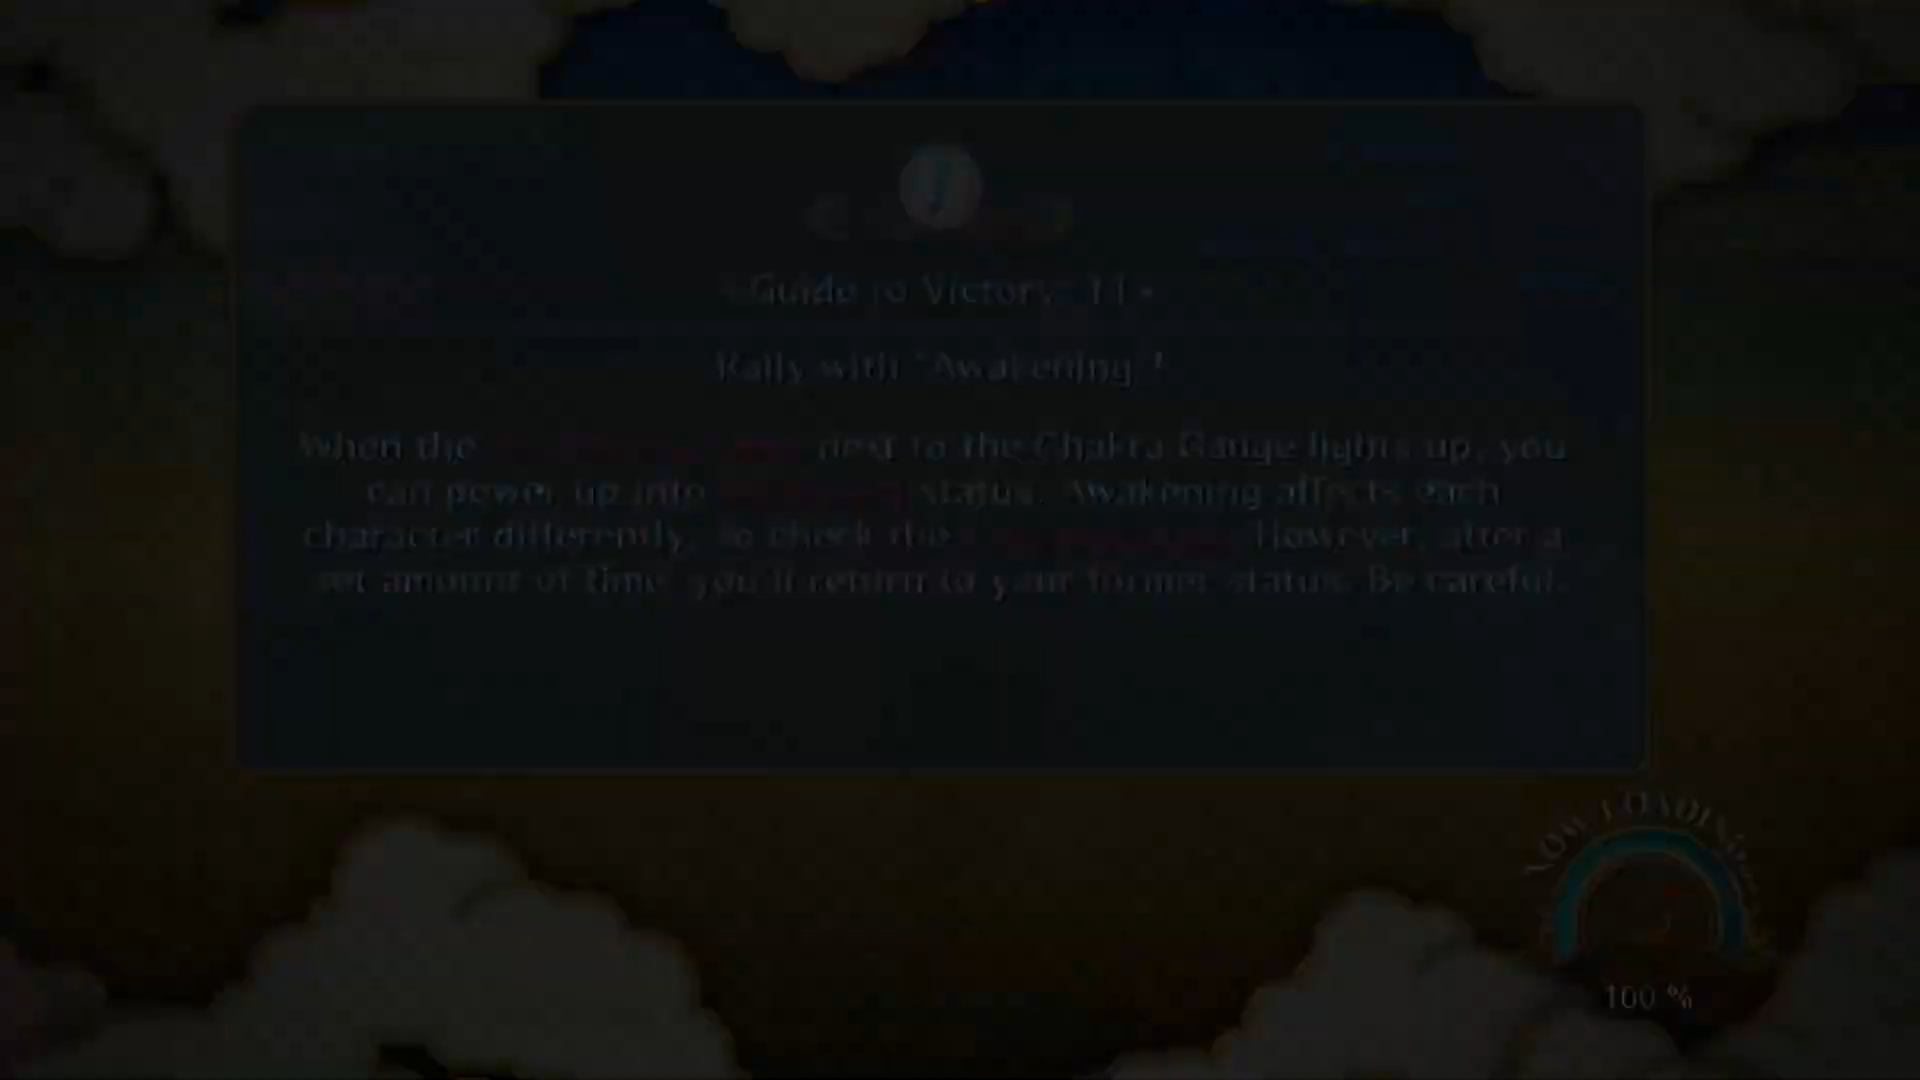 Guide to Victory 11
Rally with "Awakening"!
When the next to the Chakra Gauge lights up, you
can power up into status. Awakening affects each
character differently, so check the However, after a
set amount of time, you'll return to your former status. Be careful.
NOW LOADING
100 %